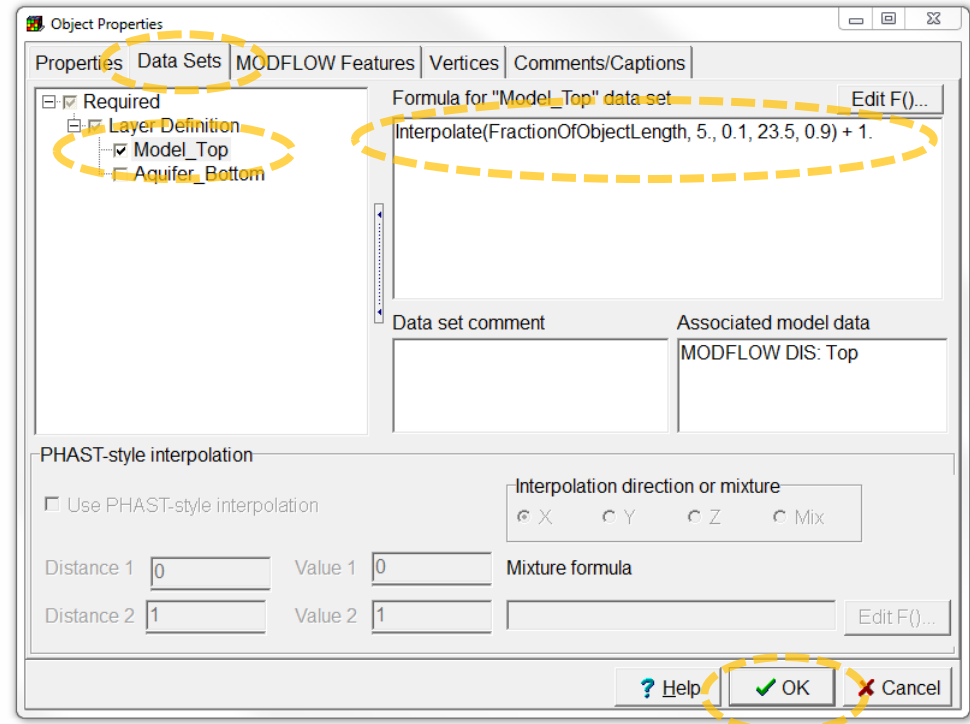 Object Properties
Properties
Data Sets
MODFLOW Features
Vertices
Comments/Captions
Required
Layer Definition
Model_Top
Aquifer_Bottom
Formula for "Model_Top" data set
Edit F()...
Interpolate(FractionOfObjectLength, 5., 0.1, 23.5, 0.9) + 1.
Data set comment
Associated model data
MODFLOW DIS: Top
PHAST-style interpolation
Use PHAST-style interpolation
Interpolation direction or mixture
X
Y
Z
Mix
Distance 1
0
Value 1
0
Mixture formula
Distance 2
1
Value 2
1
Edit F()...
? Help
OK
Cancel